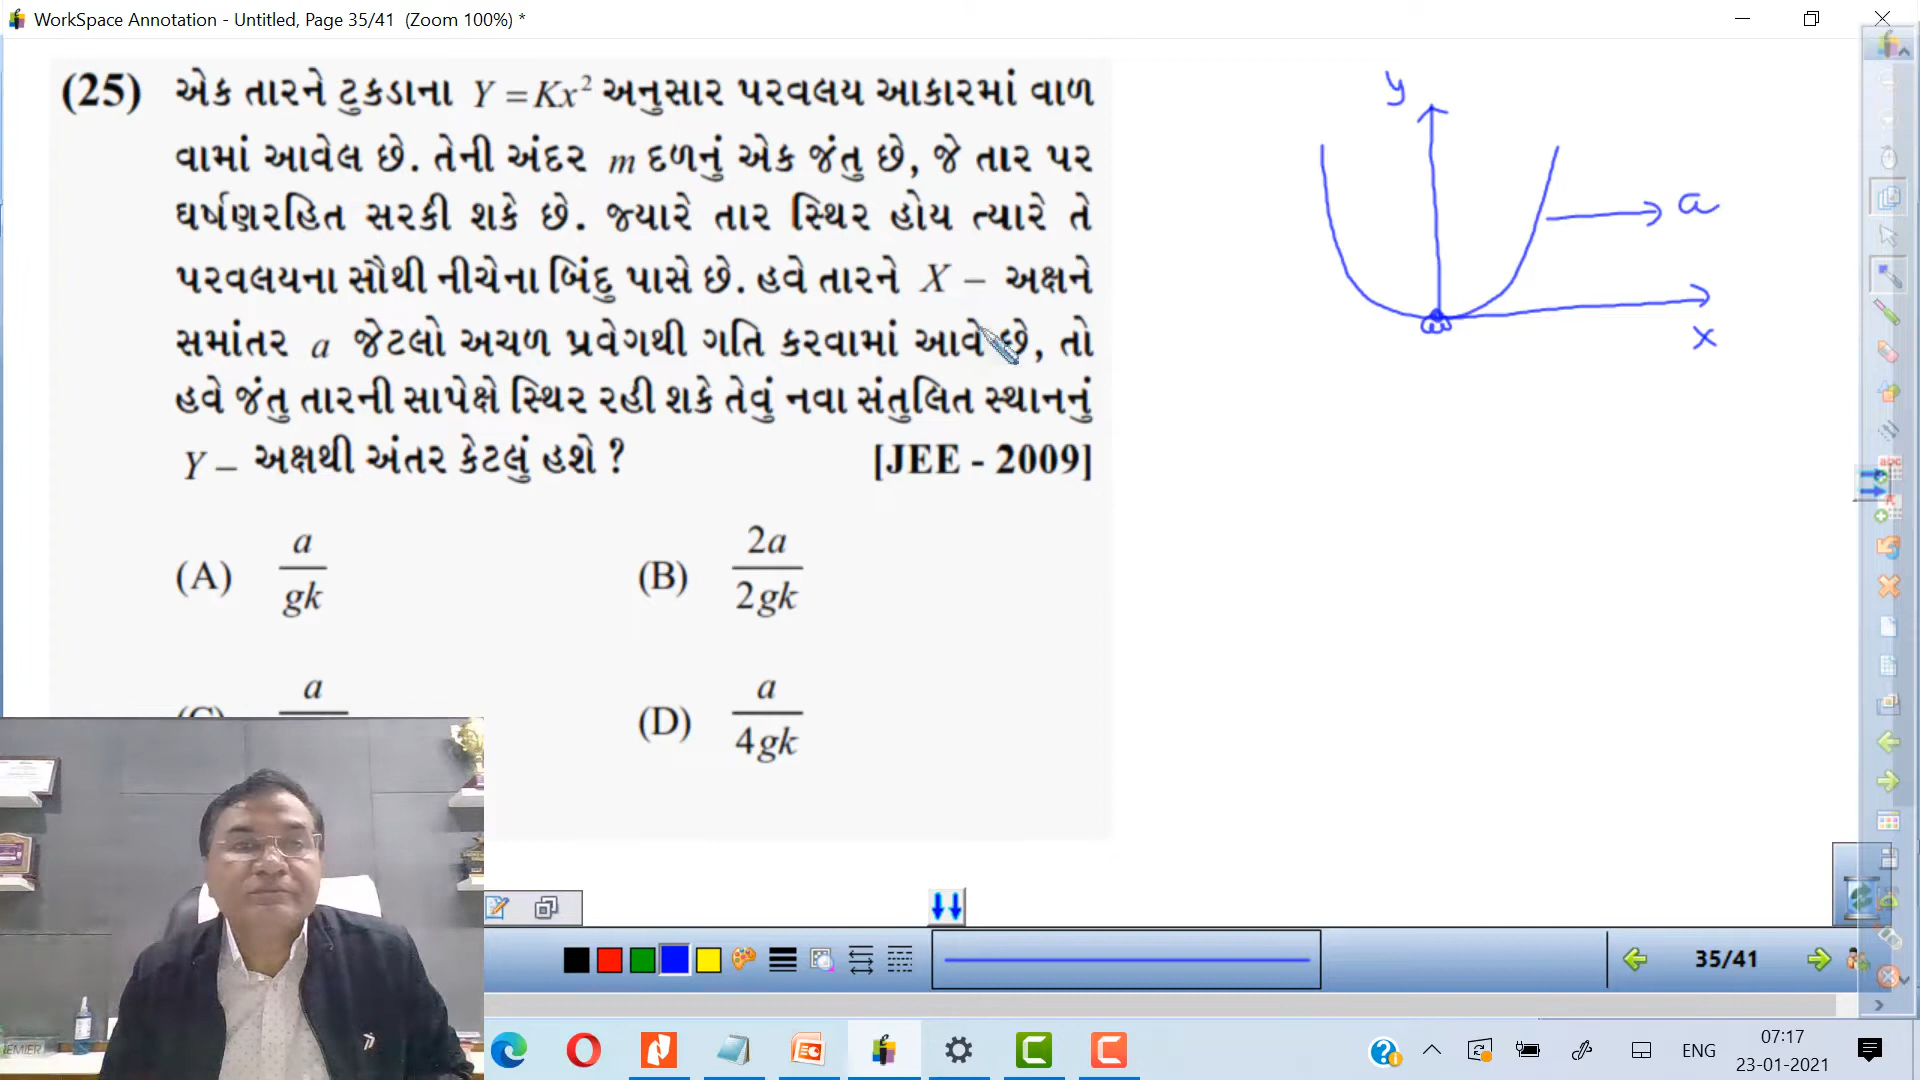 WorkSpace Annotation - Untitled, Page 35/41 (Zoom 100%) *
(25) એક તારને ટુકડાના Y = Kx² અનુસાર પરવલય આકારમાં વાળ
વામાં આવેલ છે. તેની અંદર m દળનું એક જંતુ છે, જે તાર પર
ઘર્ષણરહિત સરકી શકે છે. જ્યારે તાર સ્થિર હોય ત્યારે તે
પરવલયના સૌથી નીચેના બિંદુ પાસે છે. હવે તારને X – અક્ષને
સમાંતર a જેટલો અચળ પ્રવેગથી ગતિ કરવામાં આવે છે, તો
હવે જંતુ તારની સાપેક્ષે સ્થિર રહી શકે તેવું નવા સંતુલિત સ્થાનનું
Y – અક્ષથી અંતર કેટલું હશે ? [JEE - 2009]
(A) a/gk (B) 2a/2gk
(C) a (D) a/4gk
y
a
x
35/41
ENG
07:17
23-01-2021